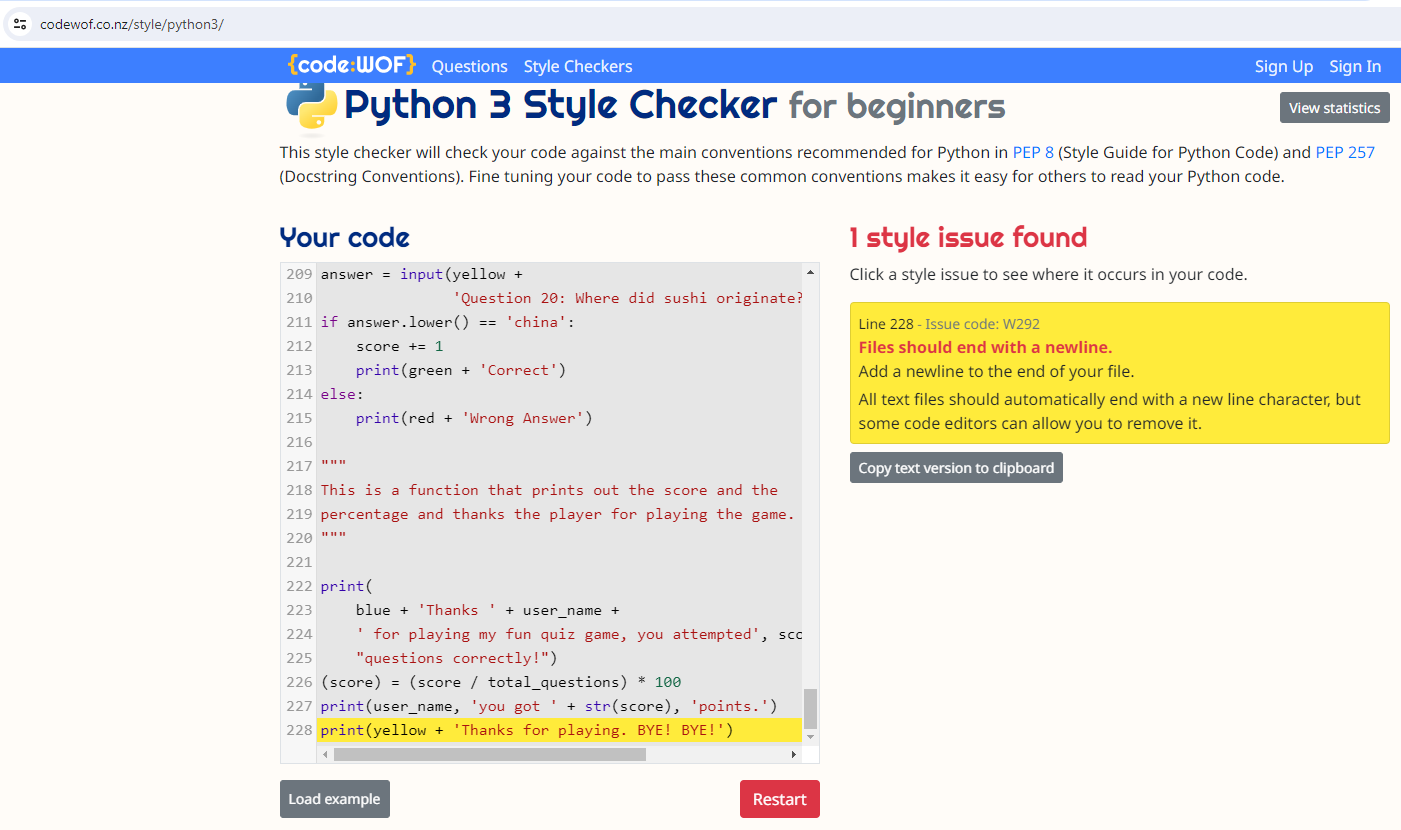 codewof.co.nz/style/python3/
{code:WOF} Questions Style Checkers Sign Up Sign In
Python 3 Style Checker for beginners View statistics
This style checker will check your code against the main conventions recommended for Python in PEP 8 (Style Guide for Python Code) and PEP 257
(Docstring Conventions). Fine tuning your code to pass these common conventions makes it easy for others to read your Python code.
Your code
209 answer = input(yellow +
210                'Question 20: Where did sushi originate?
211 if answer.lower() == 'china':
212     score += 1
213     print(green + 'Correct')
214 else:
215     print(red + 'Wrong Answer')
216
217 """
218 This is a function that prints out the score and the
219 percentage and thanks the player for playing the game.
220 """
221
222 print(
223     blue + 'Thanks ' + user_name +
224     ' for playing my fun quiz game, you attempted', sco
225     "questions correctly!")
226 (score) = (score / total_questions) * 100
227 print(user_name, 'you got ' + str(score), 'points.')
228 print(yellow + 'Thanks for playing. BYE! BYE!')
Load example Restart
1 style issue found
Click a style issue to see where it occurs in your code.
Line 228 - Issue code: W292
Files should end with a newline.
Add a newline to the end of your file.
All text files should automatically end with a new line character, but
some code editors can allow you to remove it.
Copy text version to clipboard